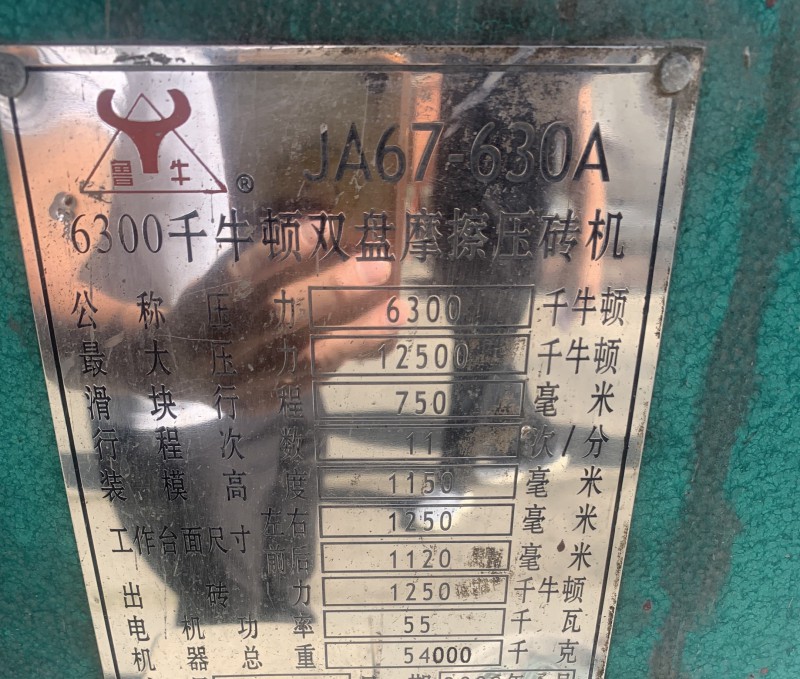 鲁牛® JA67-630A
6300千牛顿双盘摩擦压砖机
公称压力 6300 千牛顿
最大压力 12500 千牛顿
滑块行程 750 毫米
行程次数 11 次/分
装模高度 1150 毫米
工作台面尺寸 左右 1250 毫米
前后 1120 毫米
出砖力 1250 千牛顿
电机功率 55 千瓦
机器总重 54000 千克